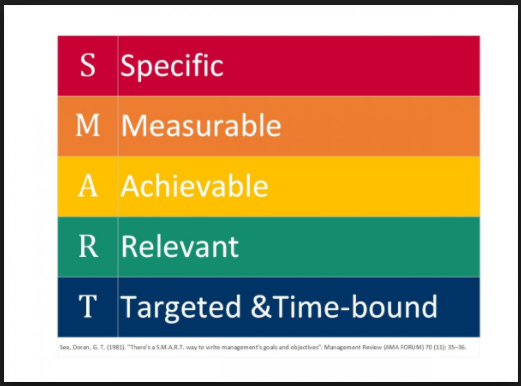 S Specific
M Measurable
A Achievable
R Relevant
T Targeted &Time-bound
See, Doran, G. T. (1981). "There's a S.M.A.R.T. way to write management's goals and objectives". Management Review (AMA FORUM) 70 (11): 35–36.